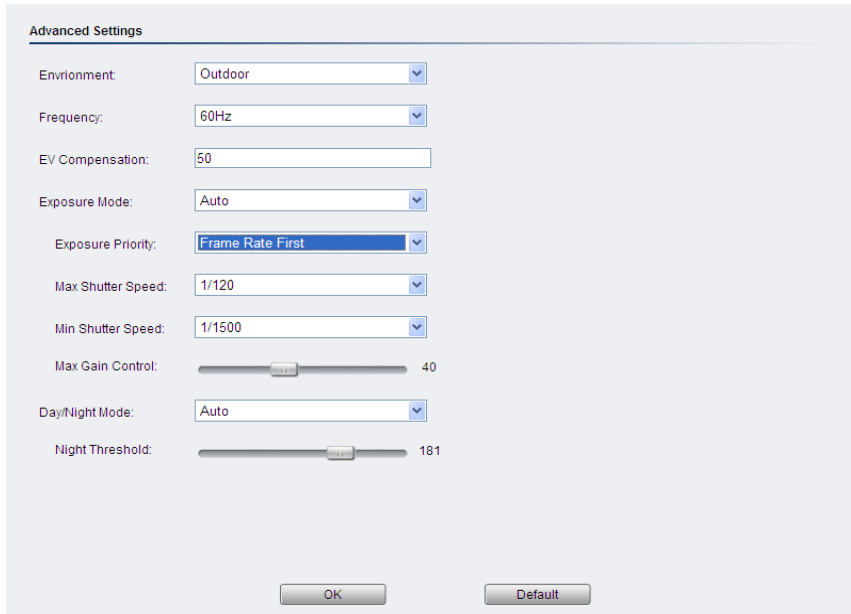 Advanced Settings
Envrionment: Outdoor
Frequency: 60Hz
EV Compensation: 50
Exposure Mode: Auto
Exposure Priority: Frame Rate First
Max Shutter Speed: 1/120
Min Shutter Speed: 1/1500
Max Gain Control: 40
Day/Night Mode: Auto
Night Threshold: 181
OK Default